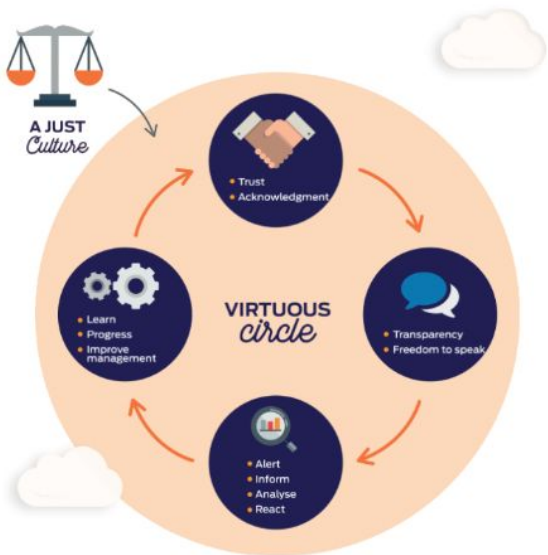 A JUST
Culture
• Trust
• Acknowledgment
VIRTUOUS
circle
• Transparency
• Freedom to speak
• Alert
• Inform
• Analyse
• React
• Learn
• Progress
• Improve
management